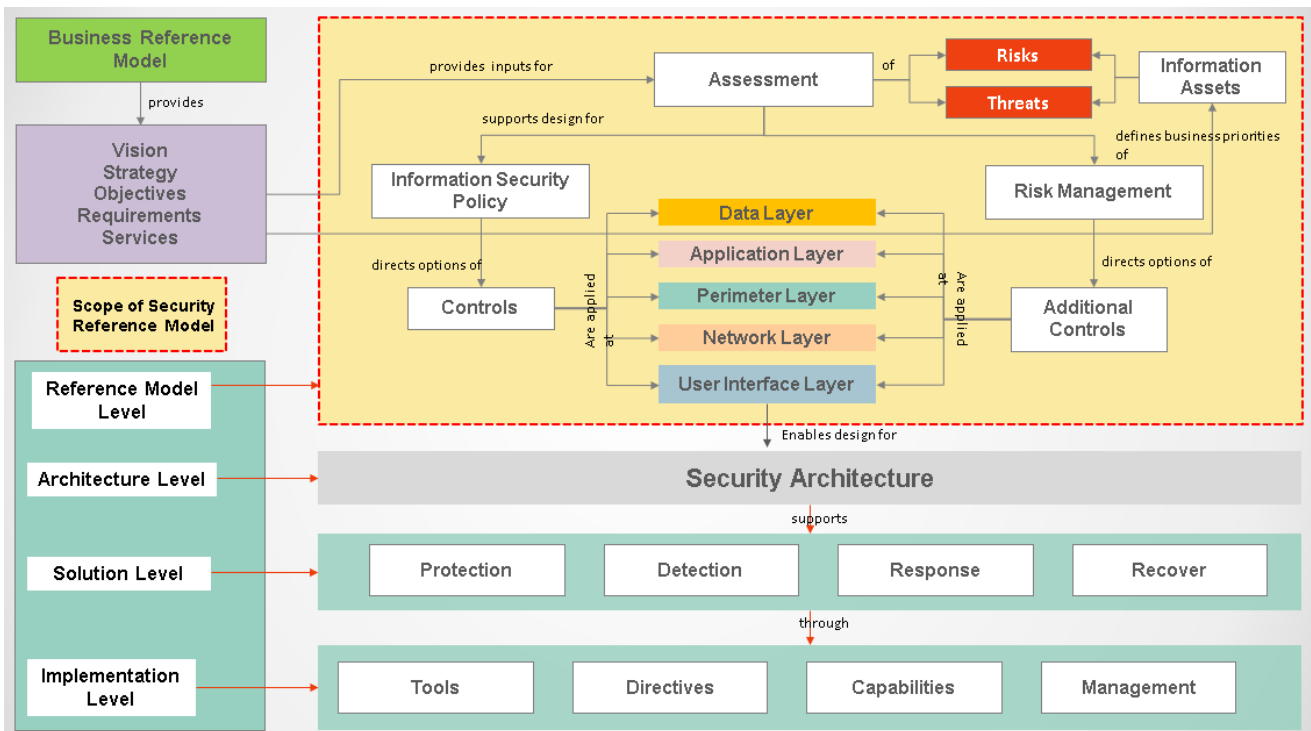 Business Reference
Model
provides
Vision
Strategy
Objectives
Requirements
Services
Scope of Security
Reference Model
provides inputs for
Assessment
of
Risks
Threats
Information
Assets
supports design for
defines business priorities
of
Information Security
Policy
Risk Management
Data Layer
Application Layer
Perimeter Layer
Network Layer
User Interface Layer
directs options of
directs options of
Controls
Are applied
at
Are applied
at
Additional
Controls
Enables design for
Reference Model
Level
Architecture Level
Security Architecture
supports
Solution Level
Protection
Detection
Response
Recover
through
Implementation
Level
Tools
Directives
Capabilities
Management